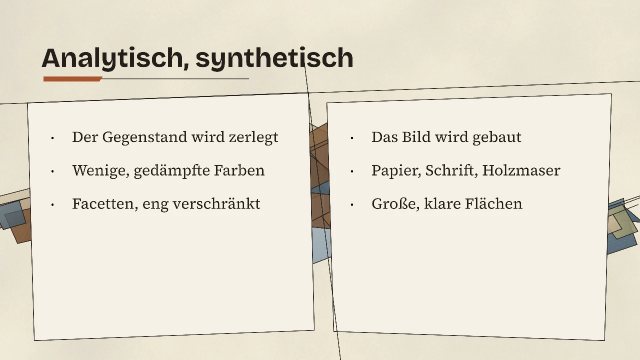 Analytisch, synthetisch
· Der Gegenstand wird zerlegt
· Wenige, gedämpfte Farben
· Facetten, eng verschränkt
· Das Bild wird gebaut
· Papier, Schrift, Holzmaser
· Große, klare Flächen